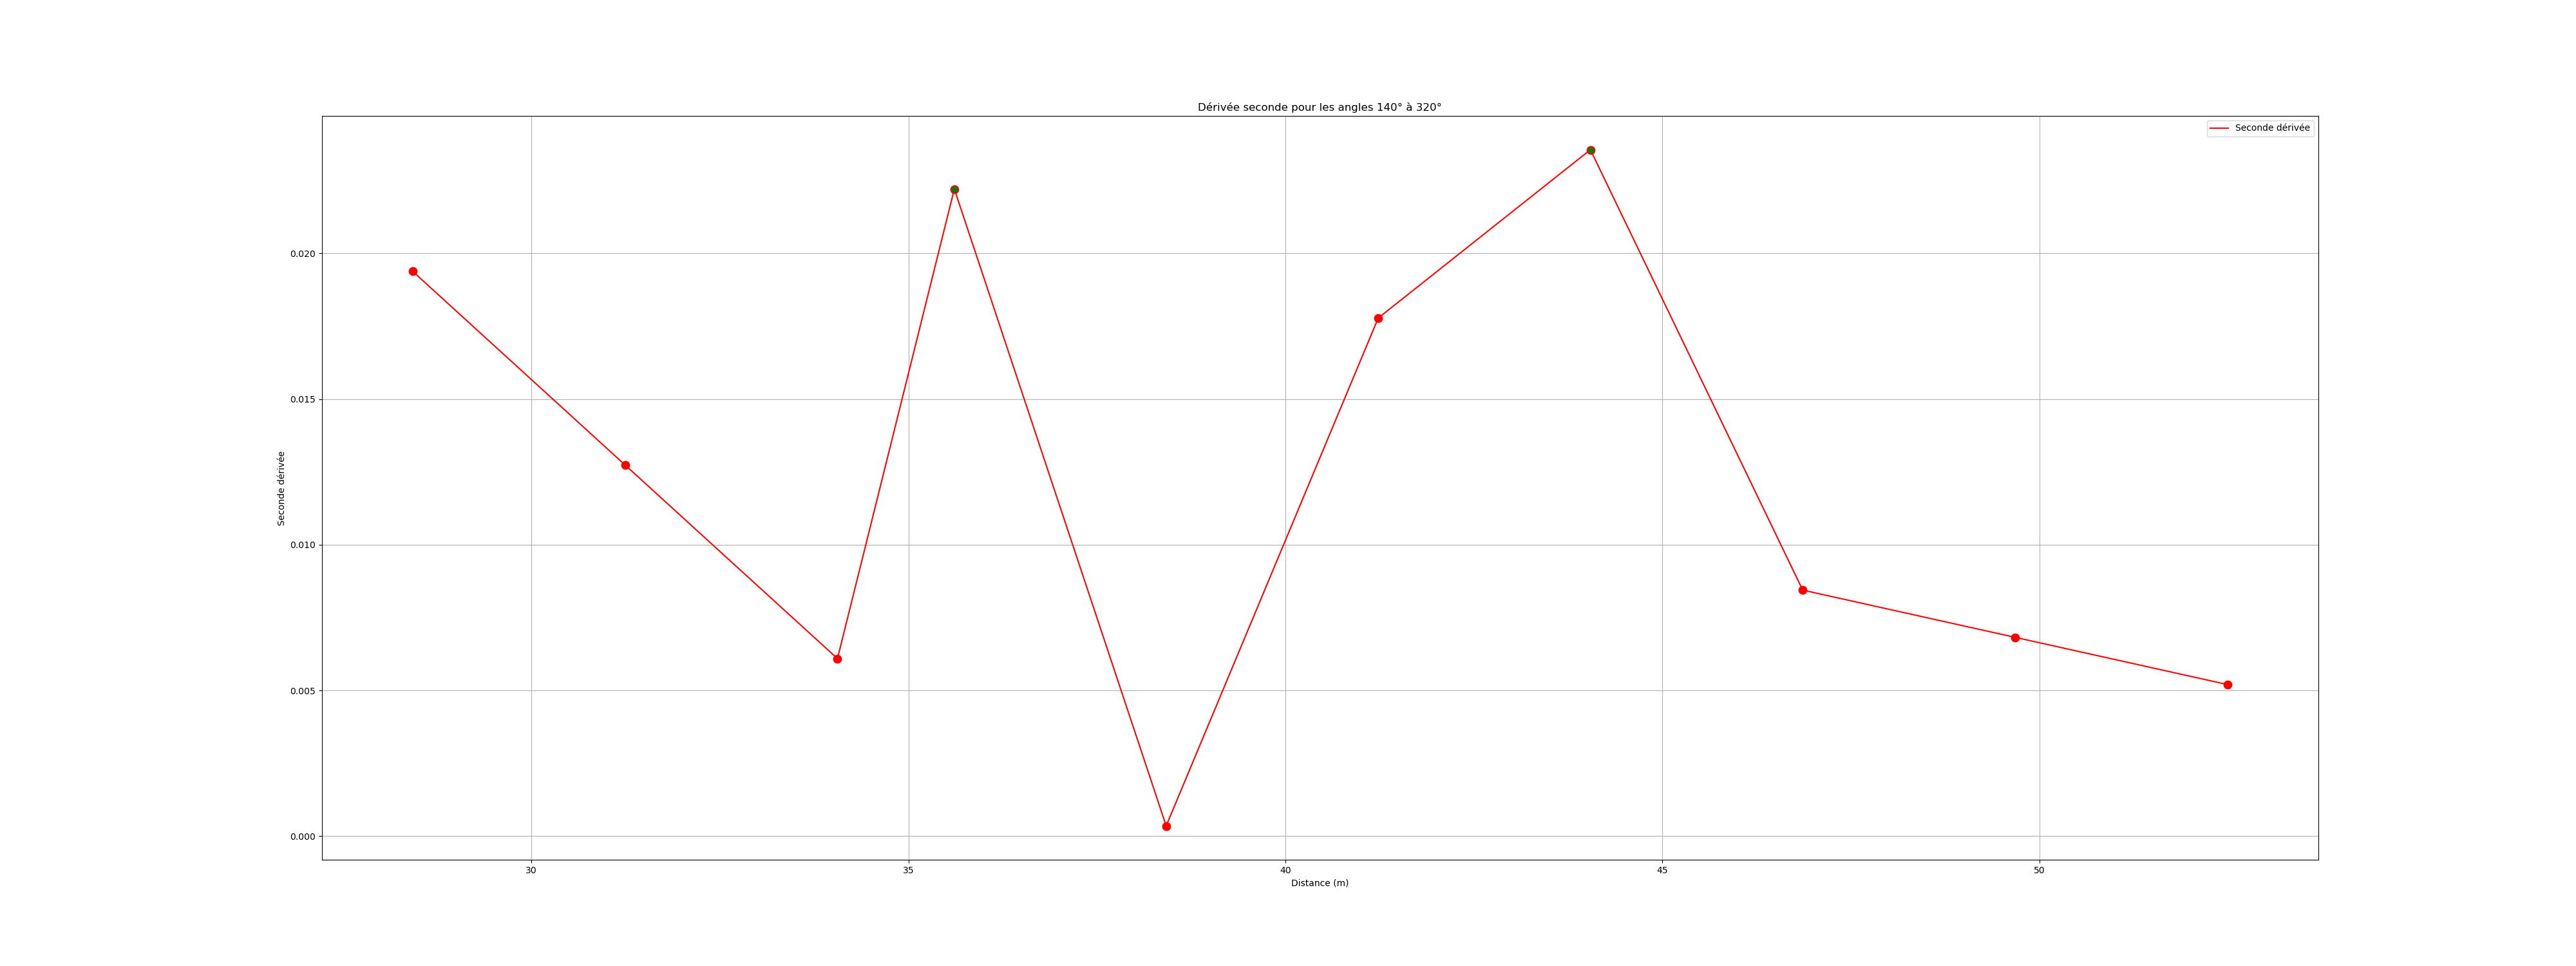 Dérivée seconde pour les angles 140° à 320°
Seconde dérivée
0.020
0.015
0.010
0.005
0.000
Seconde dérivée
30
35
40
45
50
Distance (m)